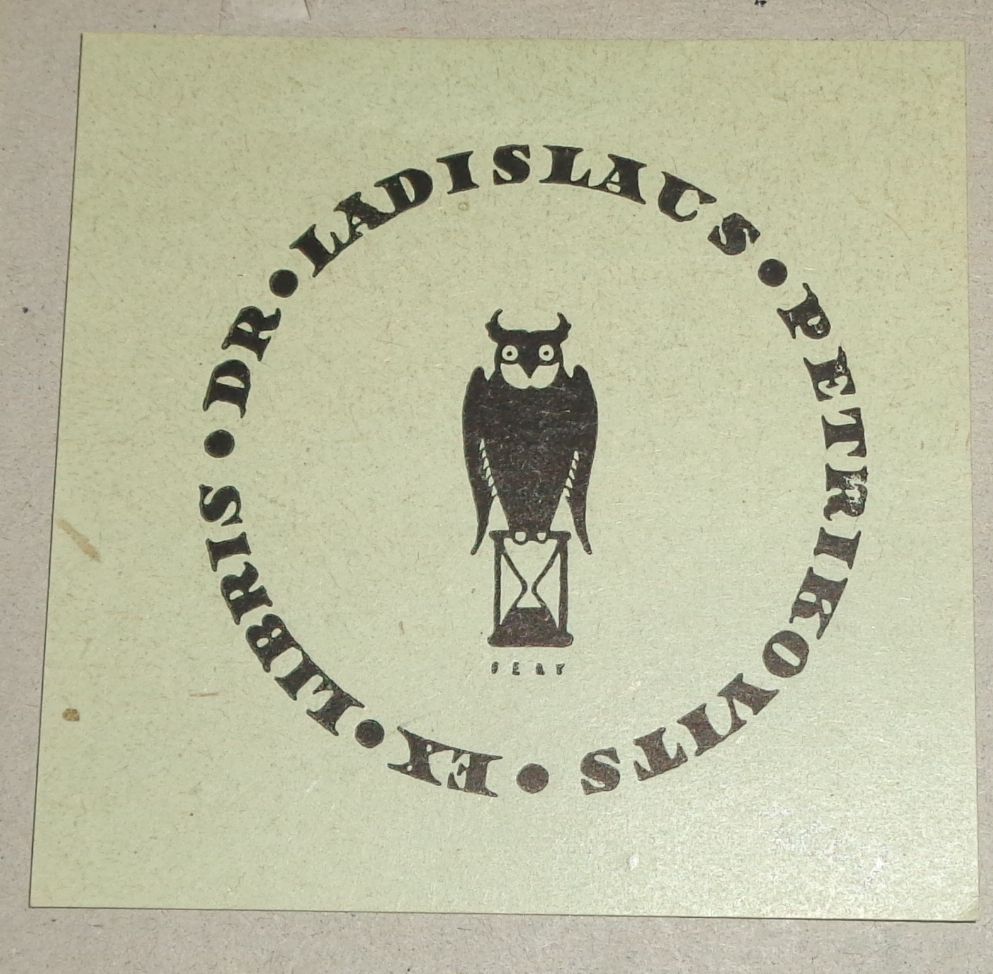 EX • LIBRIS • DR • LADISLAUS • PETRIKOVITS •